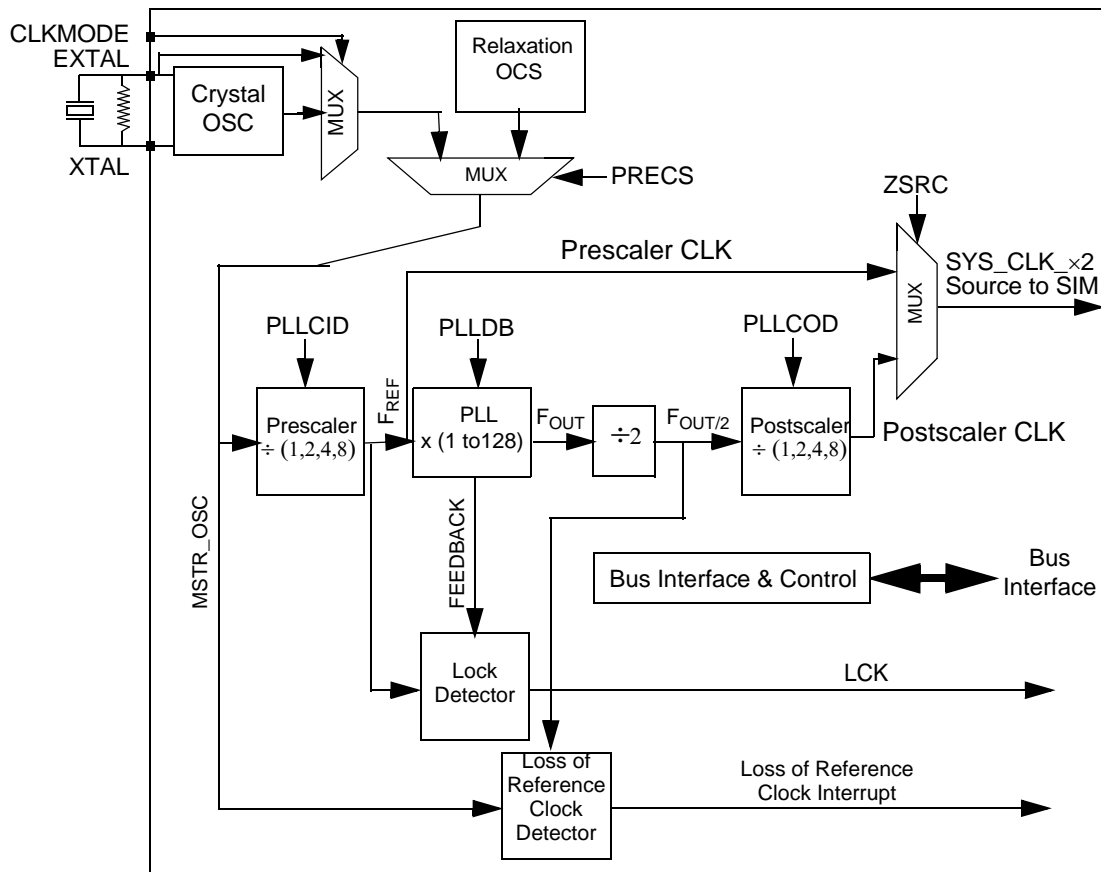 CLKMODE
EXTAL
XTAL
Crystal
OSC
MUX
Relaxation
OCS
MUX
PRECS
ZSRC
Prescaler CLK
MUX
SYS_CLK_×2
Source to SIM
PLLCID
PLLDB
PLLCOD
Prescaler
÷ (1,2,4,8)
FREF
PLL
x (1 to128)
FOUT
÷2
FOUT/2
Postscaler
÷ (1,2,4,8)
Postscaler CLK
MSTR_OSC
FEEDBACK
Bus Interface & Control
Bus
Interface
Lock
Detector
LCK
Loss of
Reference
Clock
Detector
Loss of Reference
Clock Interrupt